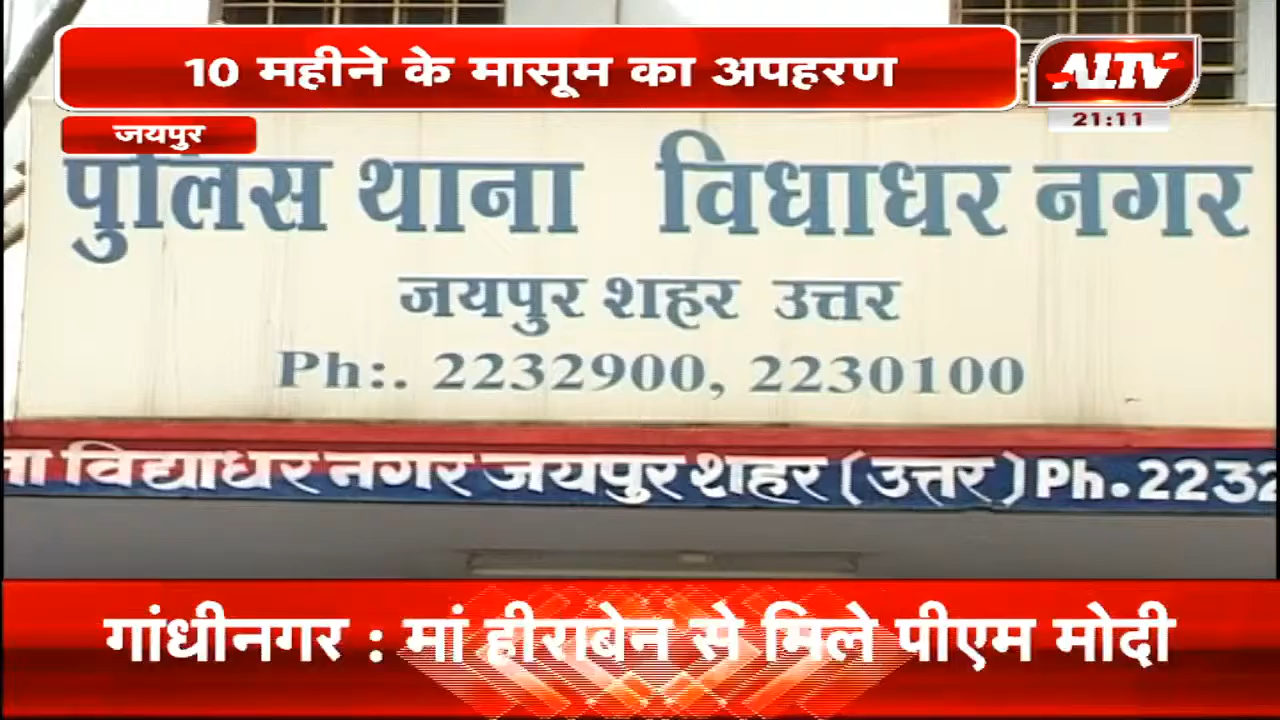 10 महीने के मासूम का अपहरण
ALTV
21:11
जयपुर
पुलिस थाना विधाधर नगर
जयपुर शहर उत्तर
Ph:. 2232900, 2230100
ना विद्याधर नगर जयपुर शहर (उत्तर) Ph.2232
गांधीनगर : मां हीराबेन से मिले पीएम मोदी